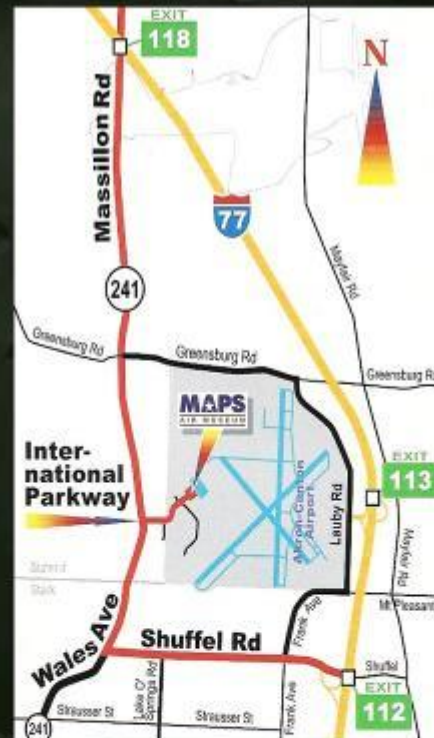 EXIT
118
N
Massillon Rd
77
Mayfair Rd
241
Greensburg Rd
Greensburg Rd
Greensburg Rd
MAPS
AIR MUSEUM
Inter-
national
Parkway
Akron-Canton
Airport
Lauby Rd
EXIT
113
Mayfair Rd
Summit
Stark
Mt Pleasant
Frank Ave
Wales Ave
Shuffel Rd
Shuffel
Lake O'
Springs Rd
Frank Ave
EXIT
112
241
Strausser St
Strausser St